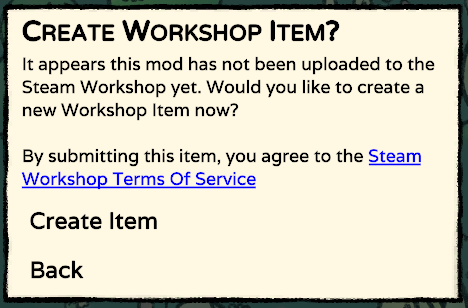 Create Workshop Item?
It appears this mod has not been uploaded to the
Steam Workshop yet. Would you like to create a
new Workshop Item now?
By submitting this item, you agree to the Steam
Workshop Terms Of Service
Create Item
Back